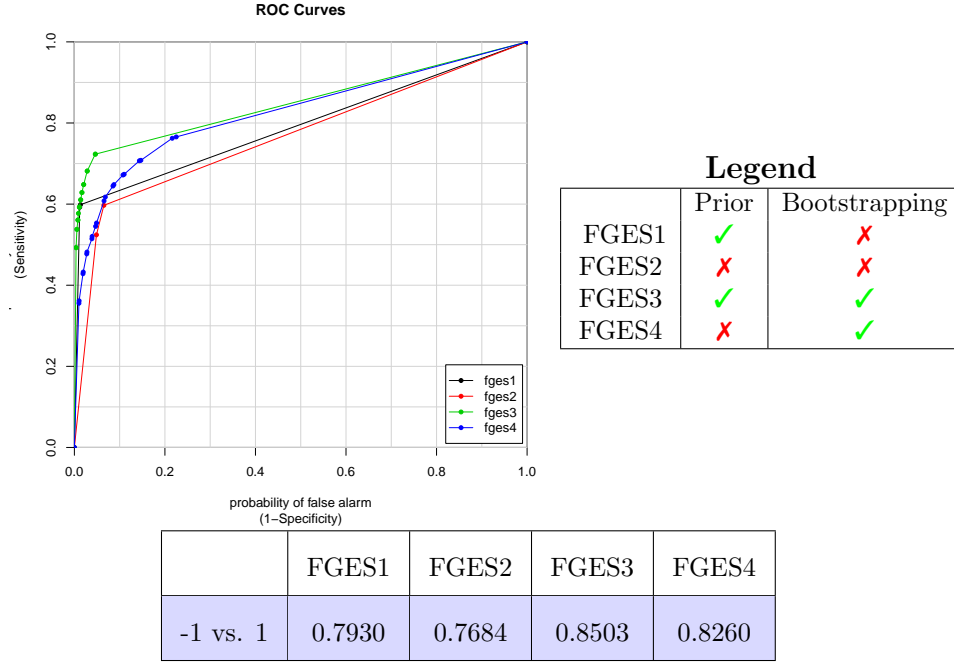 ROC Curves
1.0
0.8
0.6
0.4
0.2
0.0
(Sensitivity)
0.0 0.2 0.4 0.6 0.8 1.0
probability of false alarm
(1−Specificity)
fges1
fges2
fges3
fges4
Legend
Prior Bootstrapping
FGES1 ✓ ✗
FGES2 ✗ ✗
FGES3 ✓ ✓
FGES4 ✗ ✓
FGES1 FGES2 FGES3 FGES4
-1 vs. 1 0.7930 0.7684 0.8503 0.8260